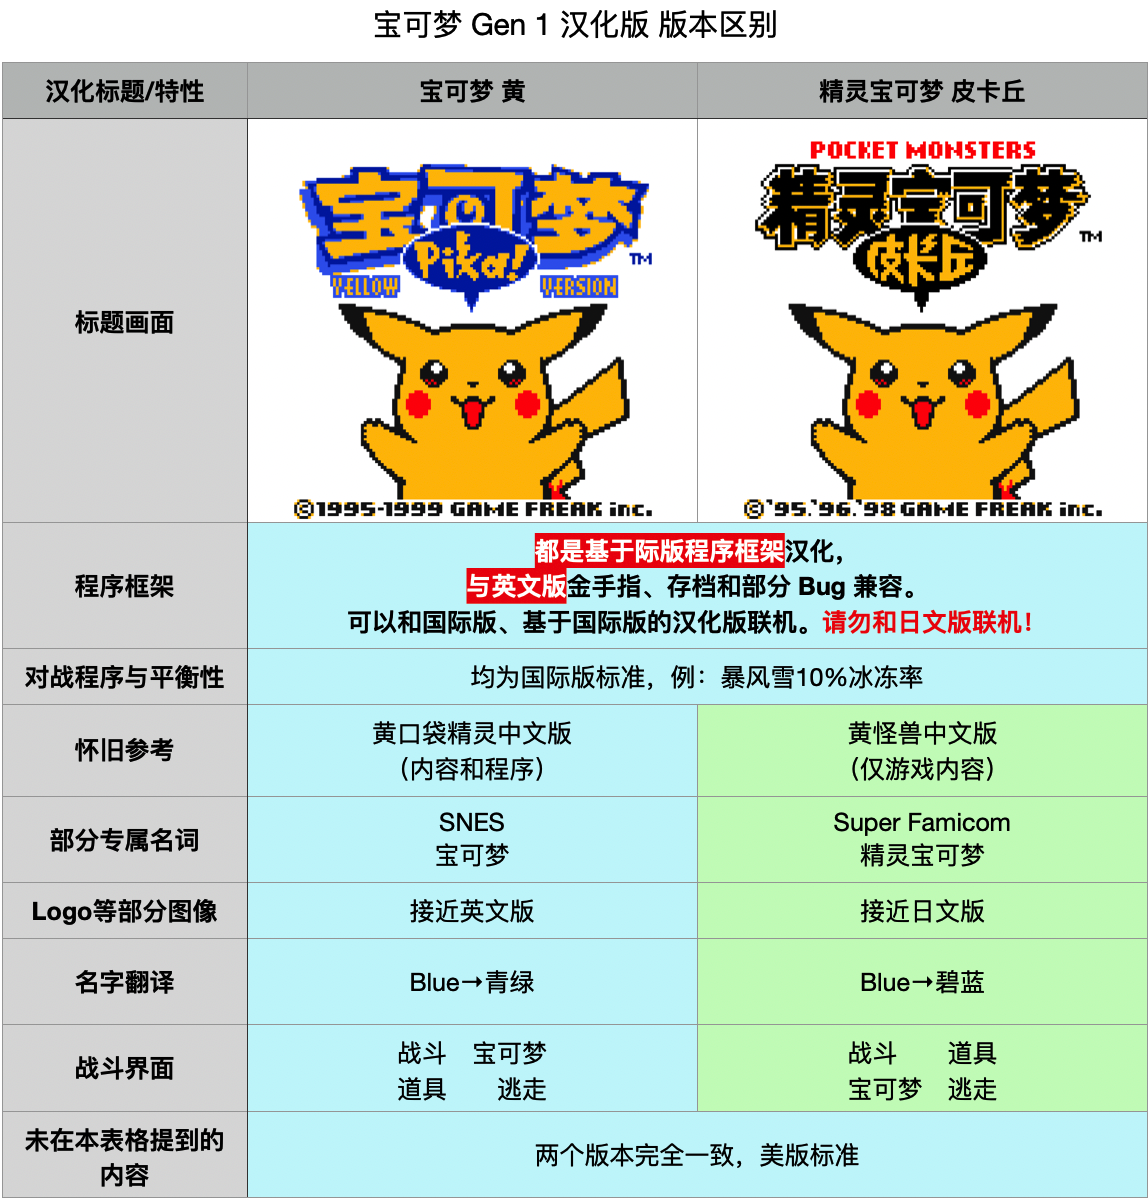 宝可梦 Gen 1 汉化版 版本区别
汉化标题/特性
宝可梦 黄
精灵宝可梦 皮卡丘
标题画面
宝可梦
Pika!
TM
YELLOW
VERSION
©1995-1999 GAME FREAK inc.
POCKET MONSTERS
精灵宝可梦
皮卡丘
TM
©'95.'96.'98 GAME FREAK inc.
程序框架
都是基于际版程序框架汉化，
与英文版金手指、存档和部分 Bug 兼容。
可以和国际版、基于国际版的汉化版联机。请勿和日文版联机！
对战程序与平衡性
均为国际版标准，例：暴风雪10%冰冻率
怀旧参考
黄口袋精灵中文版
（内容和程序）
黄怪兽中文版
（仅游戏内容）
部分专属名词
SNES
宝可梦
Super Famicom
精灵宝可梦
Logo等部分图像
接近英文版
接近日文版
名字翻译
Blue→青绿
Blue→碧蓝
战斗界面
战斗 宝可梦
道具 逃走
战斗 道具
宝可梦 逃走
未在本表格提到的
内容
两个版本完全一致，美版标准